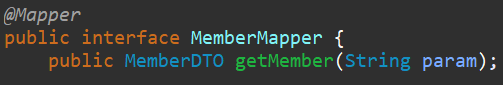 @Mapper
public interface MemberMapper {
    public MemberDTO getMember(String param);